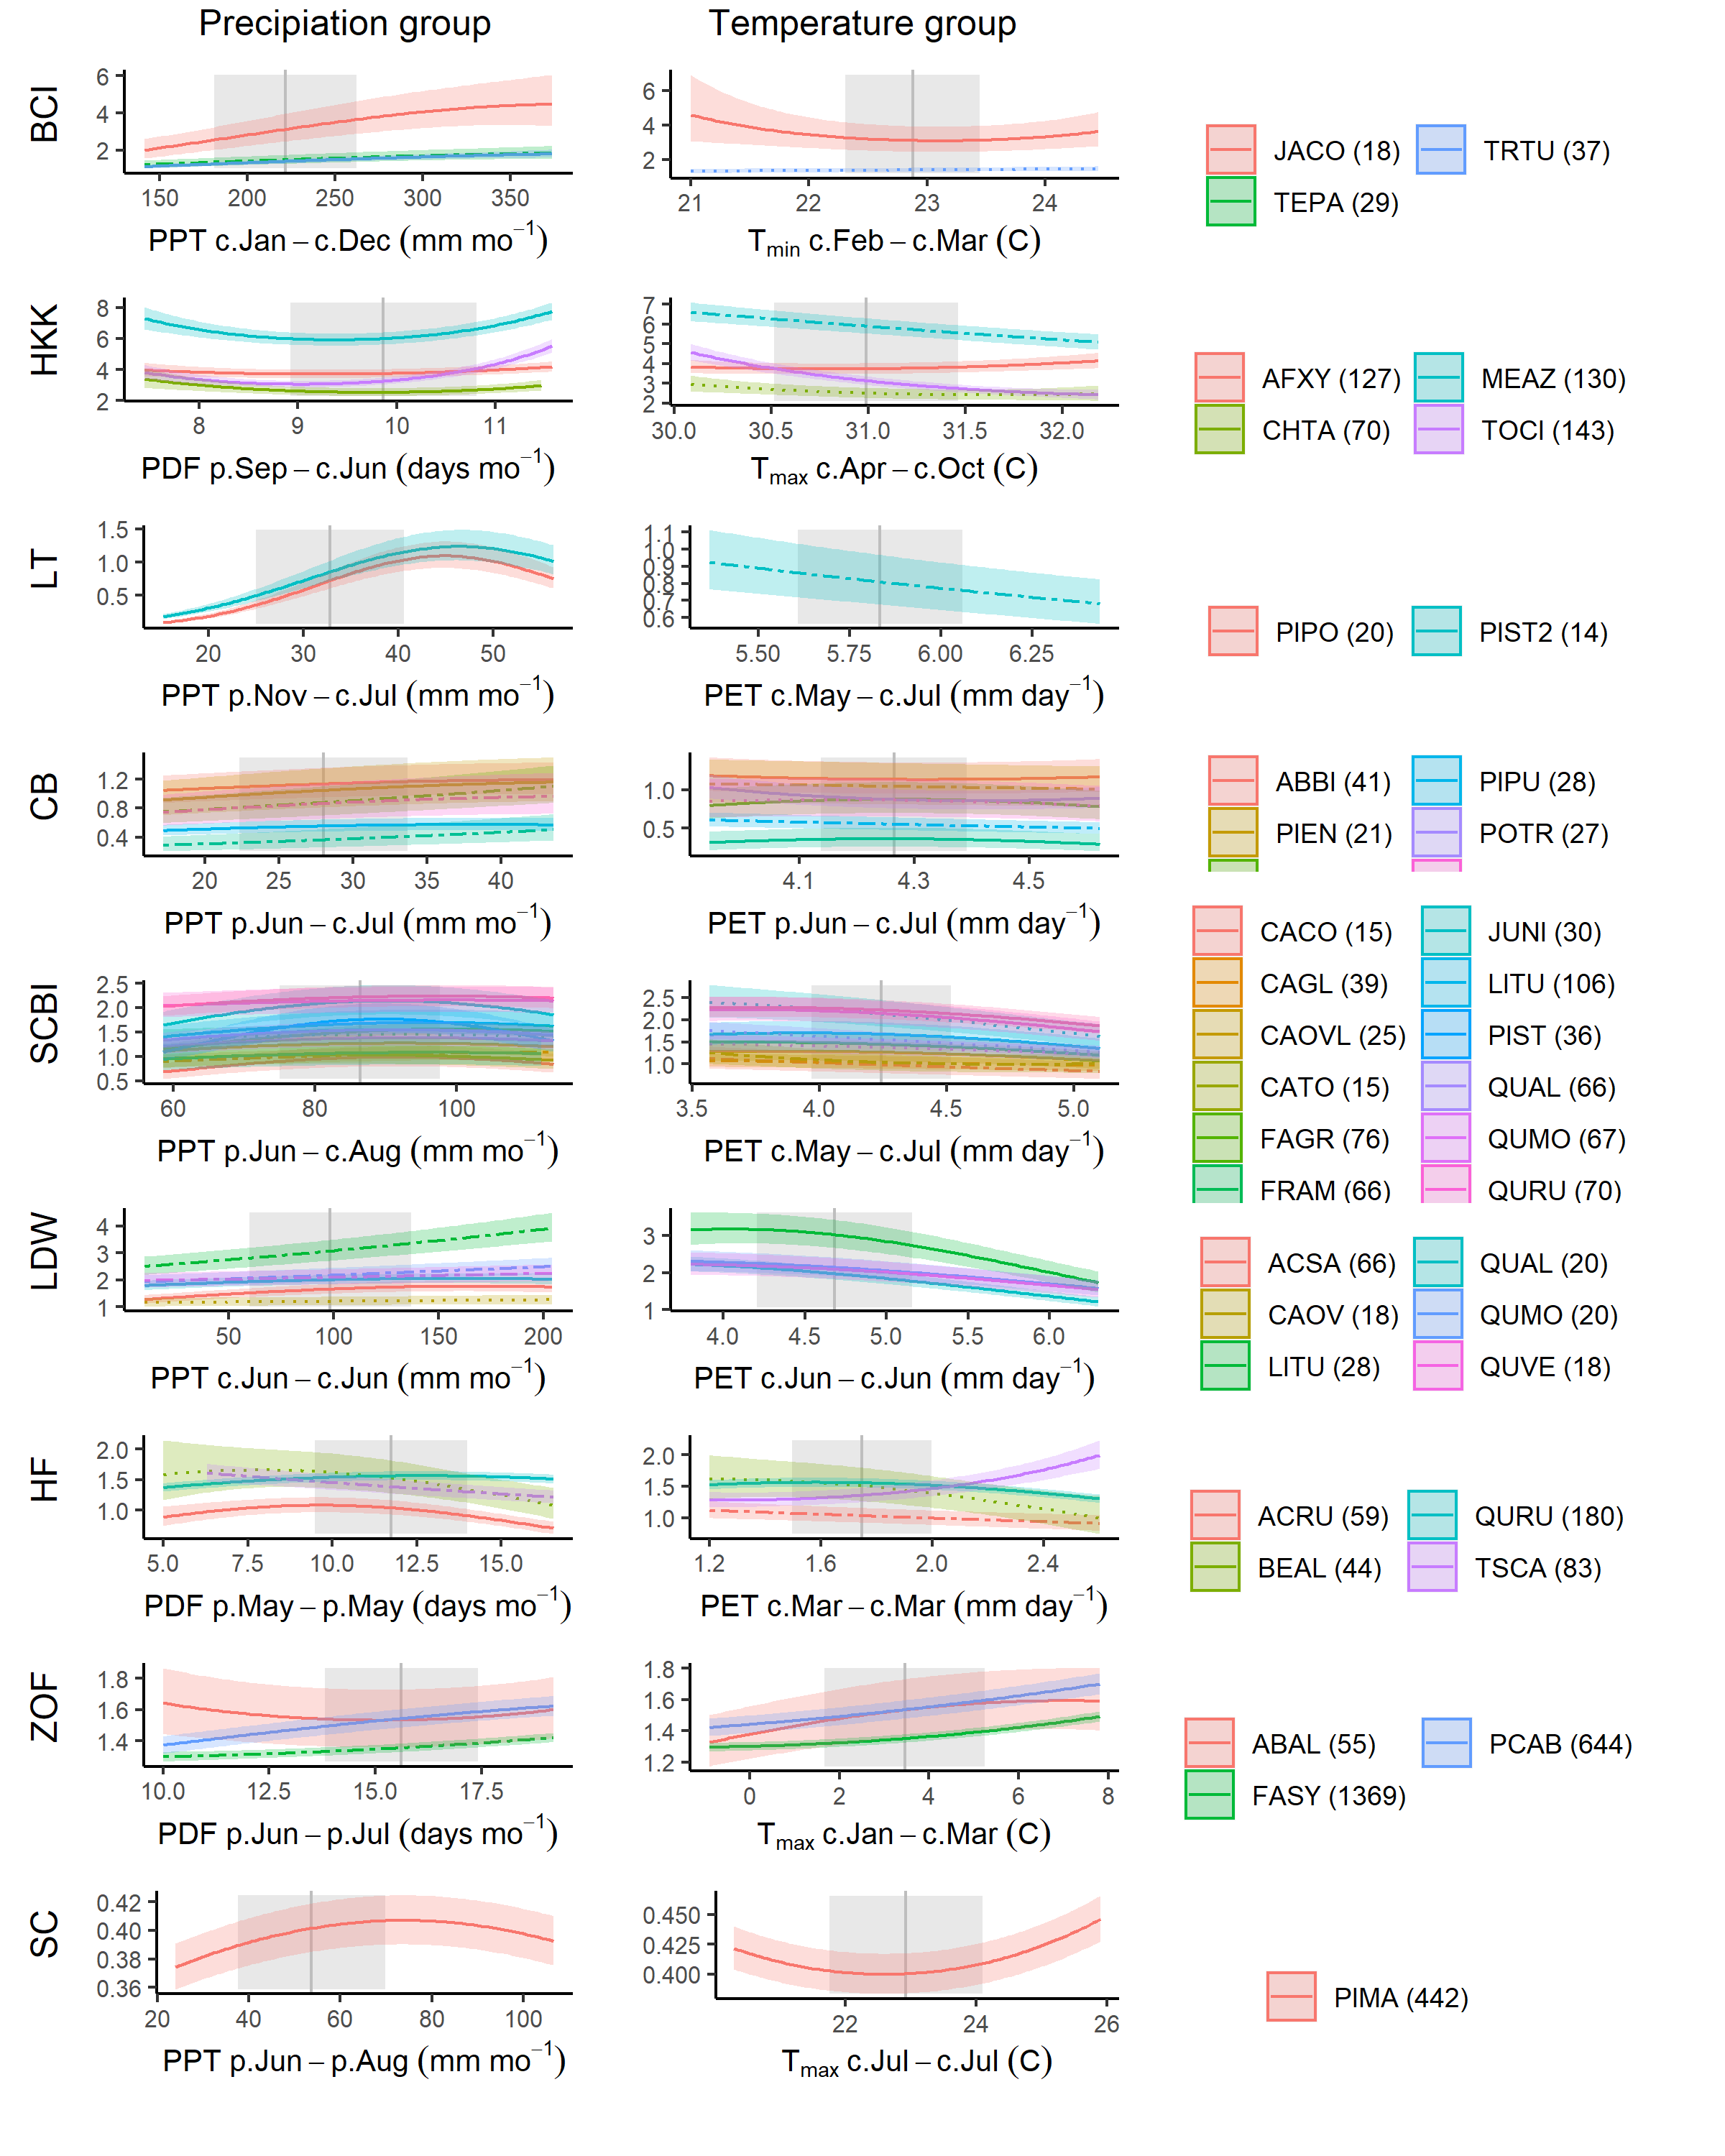 Precipiation group
Temperature group
BCI
6
4
2
150 200 250 300 350
PPT c.Jan – c.Dec (mm mo−1)
6
4
2
21 22 23 24
Tmin c.Feb – c.Mar (C)
JACO (18) TRTU (37)
TEPA (29)
HKK
8
6
4
2
8 9 10 11
PDF p.Sep – c.Jun (days mo−1)
7
6
5
4
3
2
30.0 30.5 31.0 31.5 32.0
Tmax c.Apr – c.Oct (C)
AFXY (127) MEAZ (130)
CHTA (70) TOCI (143)
LT
1.5
1.0
0.5
20 30 40 50
PPT p.Nov – c.Jul (mm mo−1)
1.1
1.0
0.9
0.8
0.7
0.6
5.50 5.75 6.00 6.25
PET c.May – c.Jul (mm day−1)
PIPO (20) PIST2 (14)
CB
1.2
0.8
0.4
20 25 30 35 40
PPT p.Jun – c.Jul (mm mo−1)
1.0
0.5
4.1 4.3 4.5
PET p.Jun – c.Jul (mm day−1)
ABBI (41) PIPU (28)
PIEN (21) POTR (27)
SCBI
2.5
2.0
1.5
1.0
0.5
60 80 100
PPT p.Jun – c.Aug (mm mo−1)
2.5
2.0
1.5
1.0
3.5 4.0 4.5 5.0
PET c.May – c.Jul (mm day−1)
CACO (15) JUNI (30)
CAGL (39) LITU (106)
CAOVL (25) PIST (36)
CATO (15) QUAL (66)
FAGR (76) QUMO (67)
FRAM (66) QURU (70)
LDW
4
3
2
1
50 100 150 200
PPT c.Jun – c.Jun (mm mo−1)
3
2
1
4.0 4.5 5.0 5.5 6.0
PET c.Jun – c.Jun (mm day−1)
ACSA (66) QUAL (20)
CAOV (18) QUMO (20)
LITU (28) QUVE (18)
HF
2.0
1.5
1.0
5.0 7.5 10.0 12.5 15.0
PDF p.May – p.May (days mo−1)
2.0
1.5
1.0
1.2 1.6 2.0 2.4
PET c.Mar – c.Mar (mm day−1)
ACRU (59) QURU (180)
BEAL (44) TSCA (83)
ZOF
1.8
1.6
1.4
10.0 12.5 15.0 17.5
PDF p.Jun – p.Jul (days mo−1)
1.8
1.6
1.4
1.2
0 2 4 6 8
Tmax c.Jan – c.Mar (C)
ABAL (55) PCAB (644)
FASY (1369)
SC
0.42
0.40
0.38
0.36
20 40 60 80 100
PPT p.Jun – p.Aug (mm mo−1)
0.450
0.425
0.400
22 24 26
Tmax c.Jul – c.Jul (C)
PIMA (442)